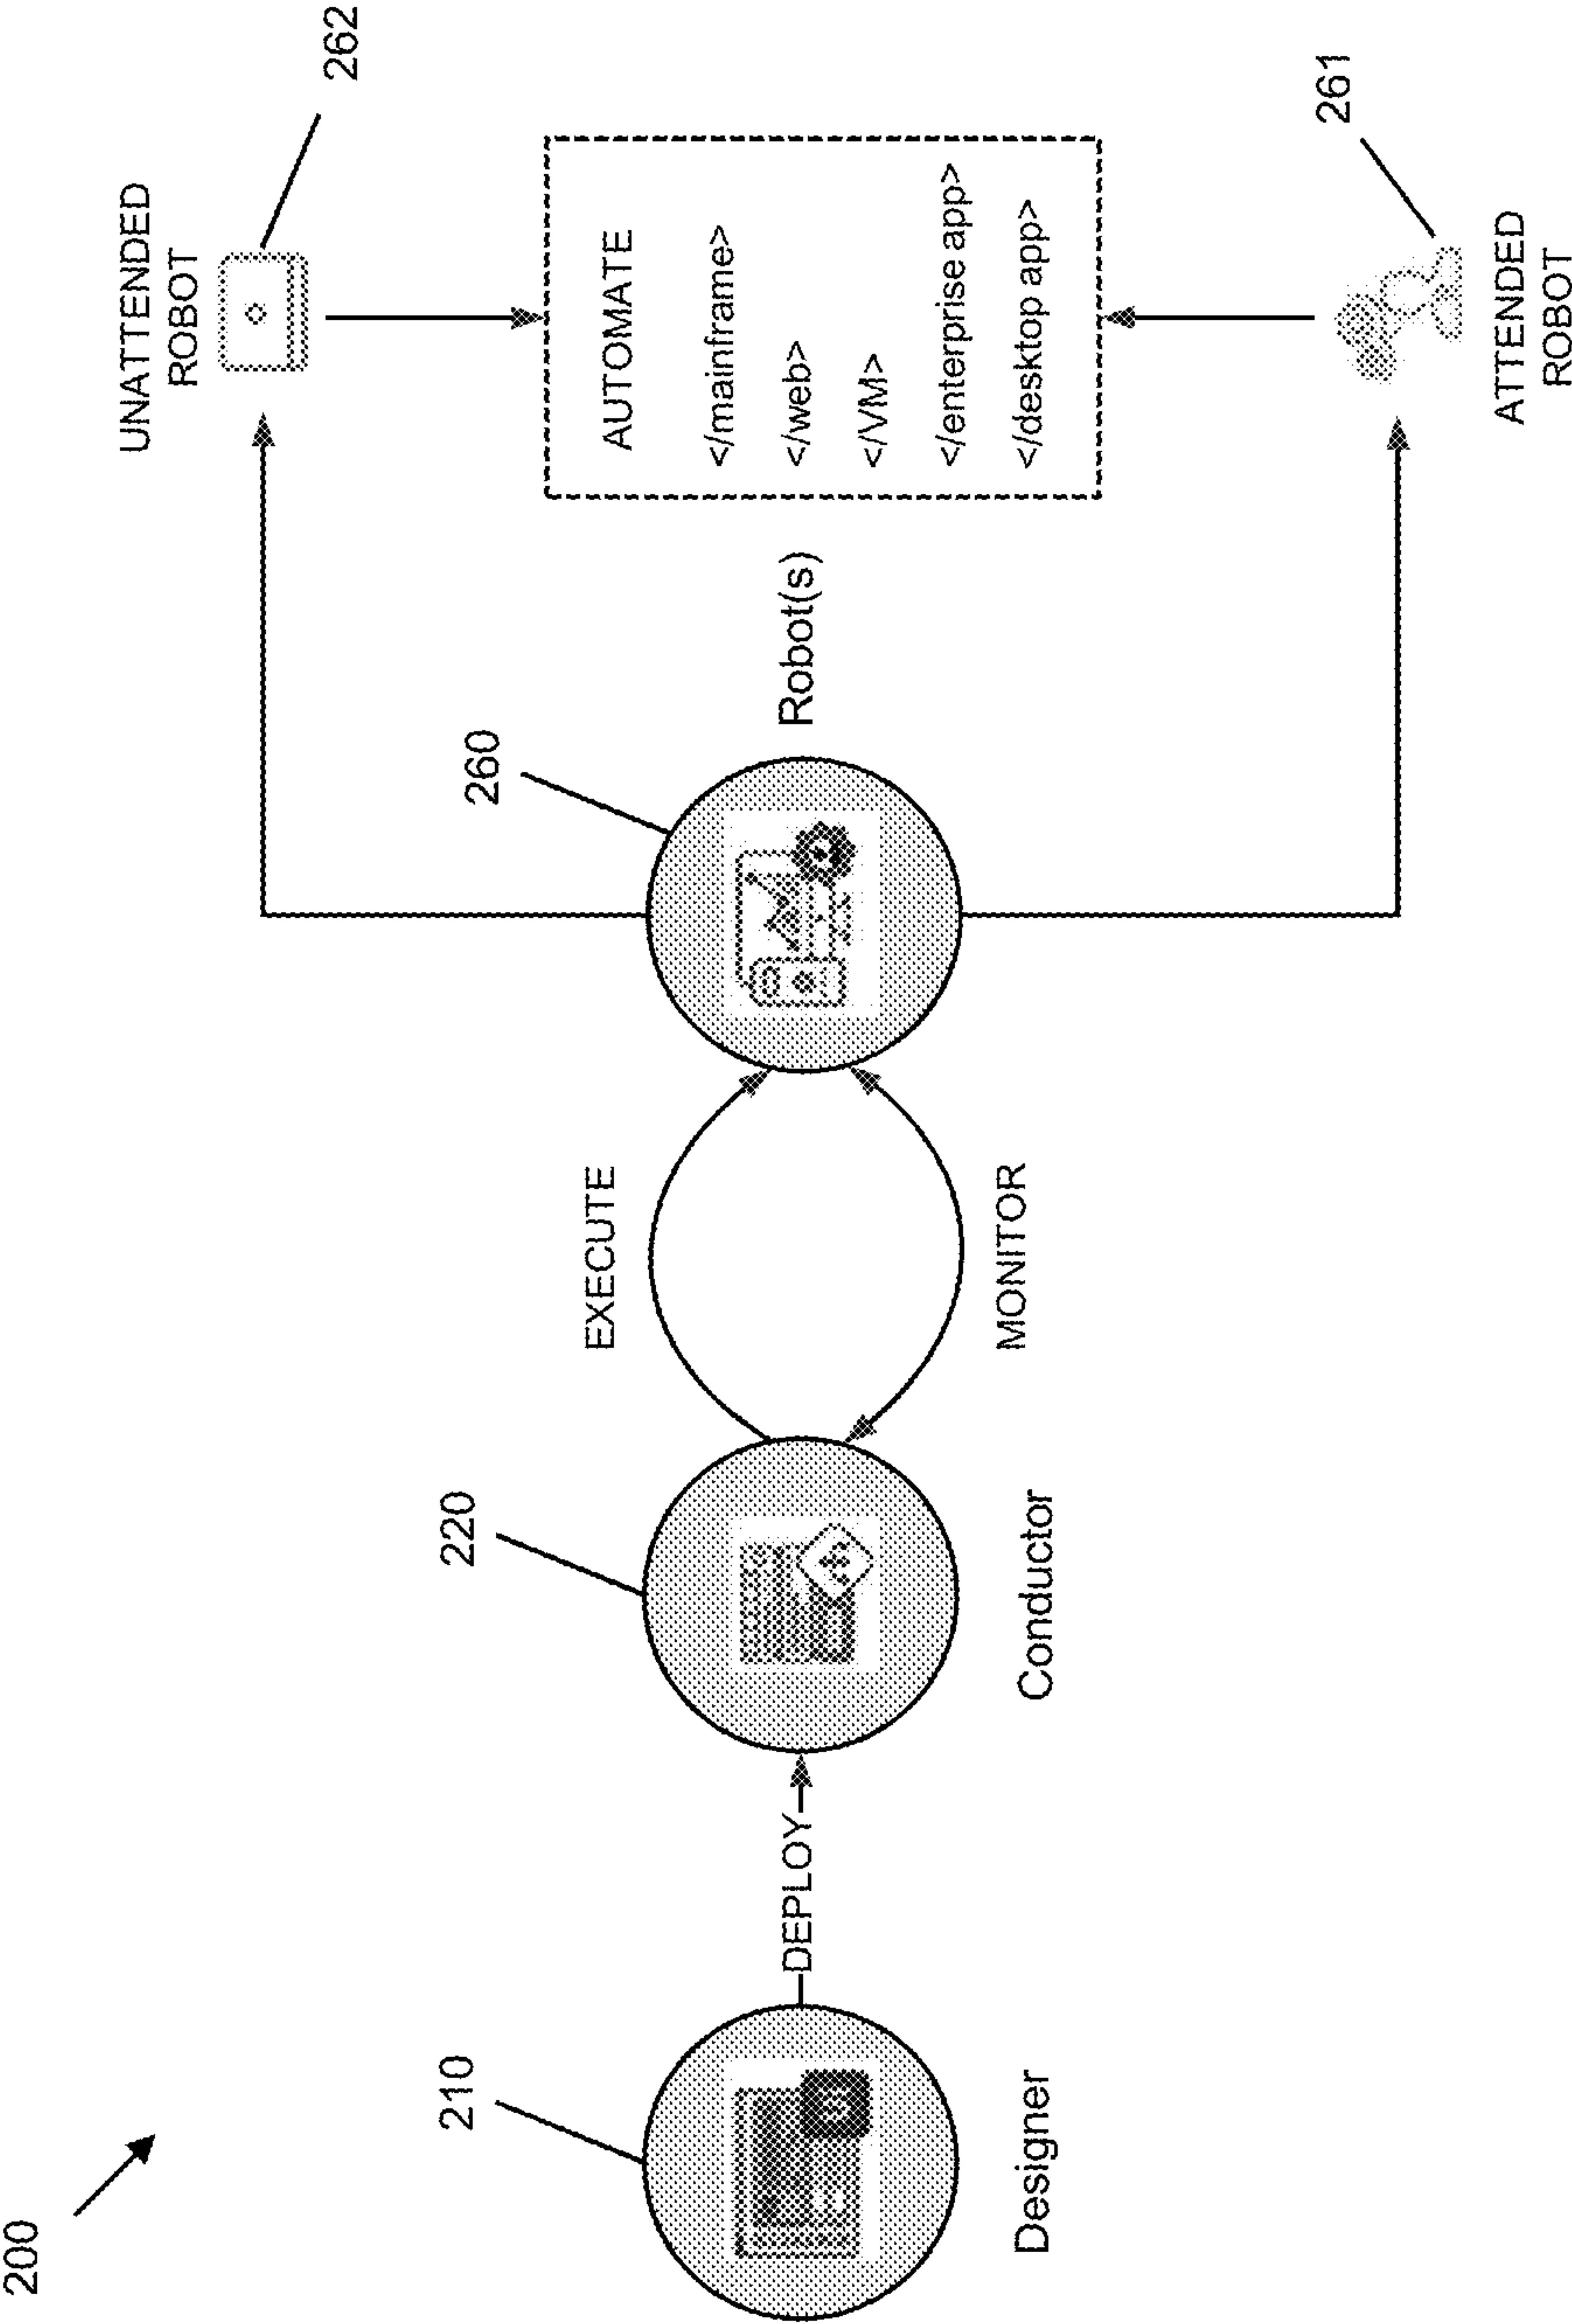 200
210
Designer
DEPLOY
220
Conductor
EXECUTE
MONITOR
260
Robot(s)
UNATTENDED
ROBOT
262
AUTOMATE
</mainframe>
</web>
</VM>
</enterprise app>
</desktop app>
261
ATTENDED
ROBOT